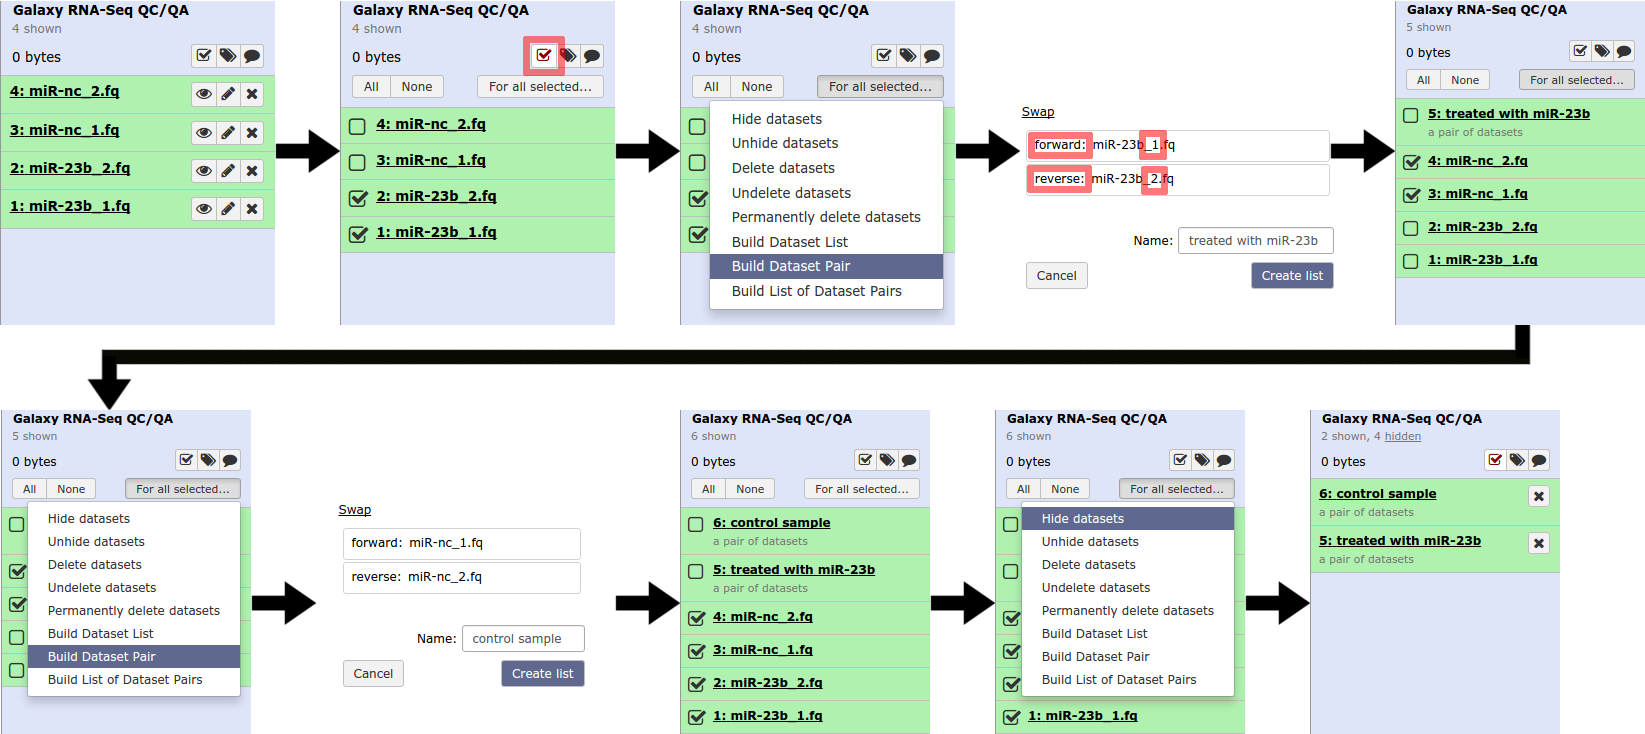 Galaxy RNA-Seq QC/QA
4 shown
0 bytes
4: miR-nc_2.fq
3: miR-nc_1.fq
2: miR-23b_2.fq
1: miR-23b_1.fq
Galaxy RNA-Seq QC/QA
4 shown
0 bytes
All None For all selected...
4: miR-nc_2.fq
3: miR-nc_1.fq
2: miR-23b_2.fq
1: miR-23b_1.fq
Galaxy RNA-Seq QC/QA
4 shown
0 bytes
All None For all selected...
Hide datasets
Unhide datasets
Delete datasets
Undelete datasets
Permanently delete datasets
Build Dataset List
Build Dataset Pair
Build List of Dataset Pairs
Swap
forward: miR-23b_1.fq
reverse: miR-23b_2.fq
Name: treated with miR-23b
Cancel Create list
Galaxy RNA-Seq QC/QA
5 shown
0 bytes
All None For all selected...
5: treated with miR-23b
a pair of datasets
4: miR-nc_2.fq
3: miR-nc_1.fq
2: miR-23b_2.fq
1: miR-23b_1.fq
Galaxy RNA-Seq QC/QA
5 shown
0 bytes
All None For all selected...
Hide datasets
Unhide datasets
Delete datasets
Undelete datasets
Permanently delete datasets
Build Dataset List
Build Dataset Pair
Build List of Dataset Pairs
Swap
forward: miR-nc_1.fq
reverse: miR-nc_2.fq
Name: control sample
Cancel Create list
Galaxy RNA-Seq QC/QA
6 shown
0 bytes
All None For all selected...
6: control sample
a pair of datasets
5: treated with miR-23b
a pair of datasets
4: miR-nc_2.fq
3: miR-nc_1.fq
2: miR-23b_2.fq
1: miR-23b_1.fq
Galaxy RNA-Seq QC/QA
6 shown
0 bytes
All None For all selected...
Hide datasets
Unhide datasets
Delete datasets
Undelete datasets
Permanently delete datasets
Build Dataset List
Build Dataset Pair
Build List of Dataset Pairs
1: miR-23b_1.fq
Galaxy RNA-Seq QC/QA
2 shown, 4 hidden
0 bytes
6: control sample
a pair of datasets
5: treated with miR-23b
a pair of datasets